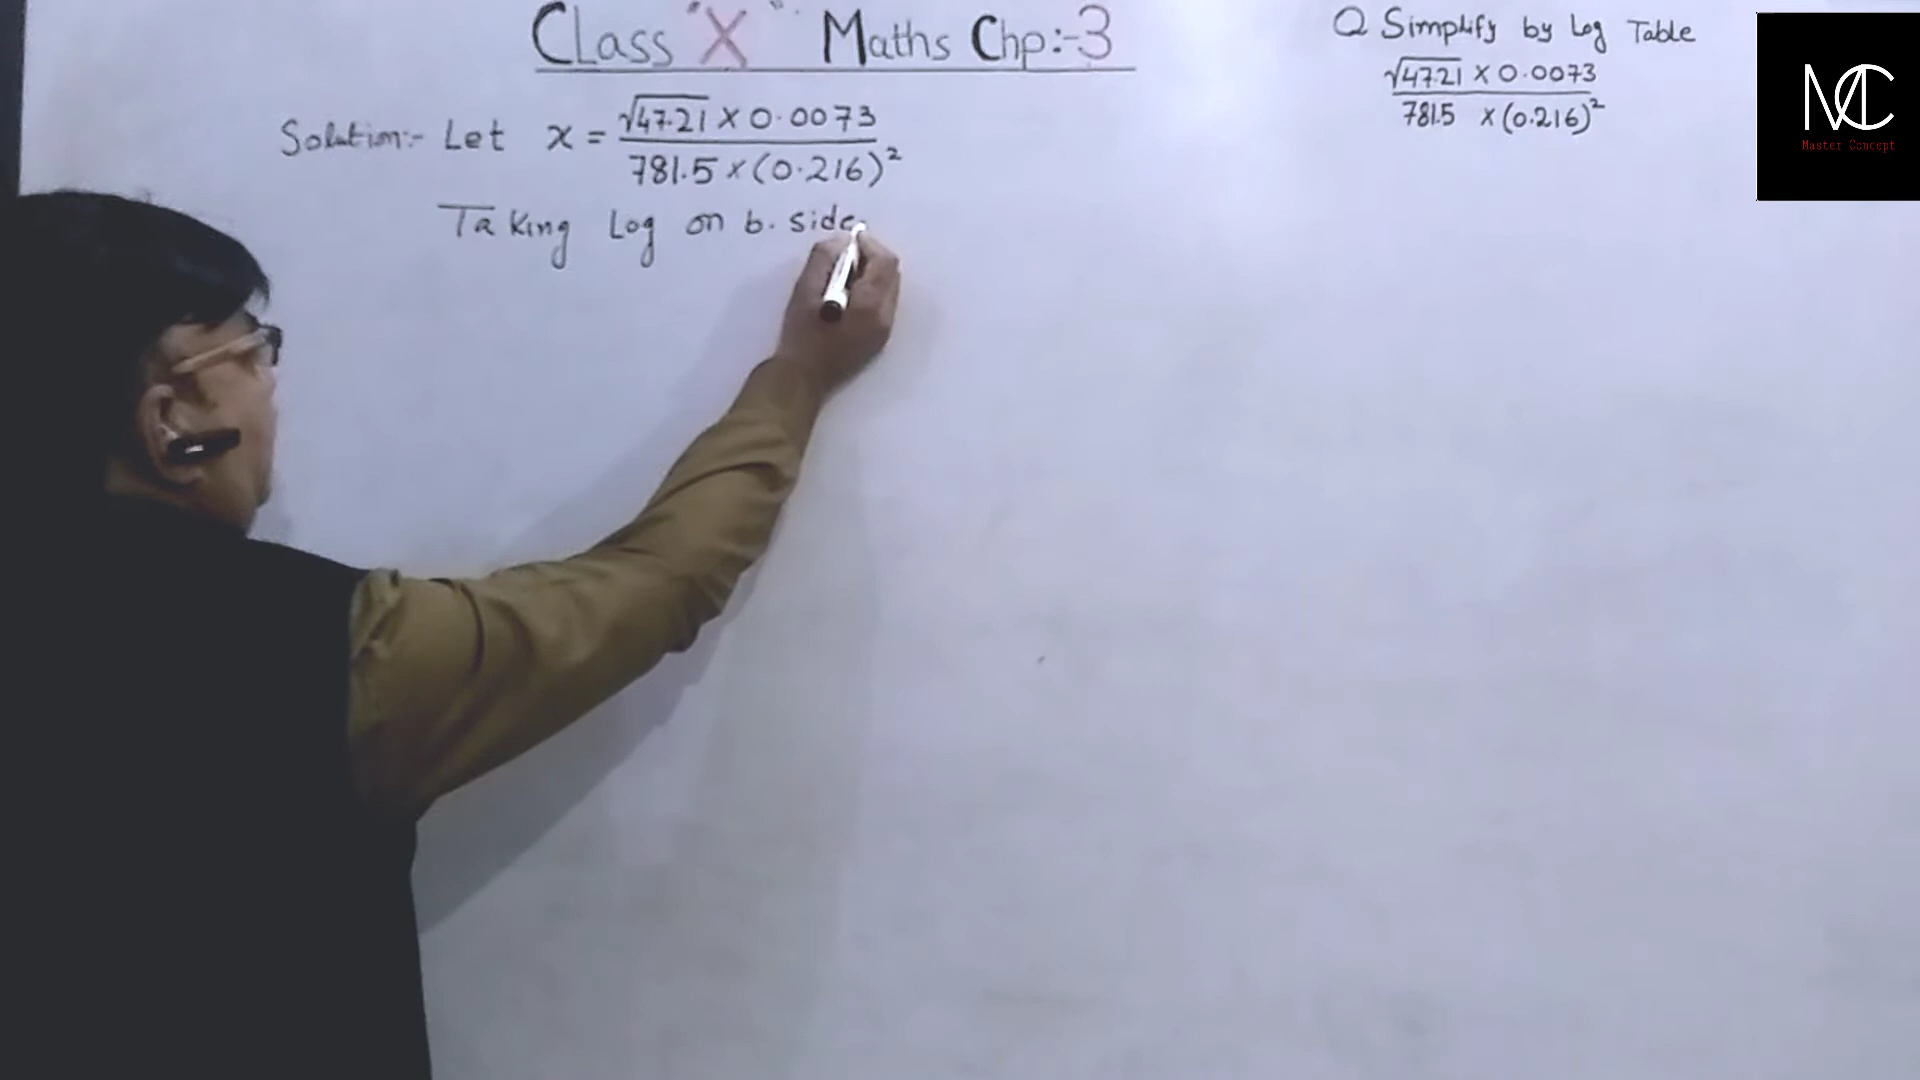 Class "X" Maths Chp:-3
Q Simplify by Log Table
√47.21 × 0.0073
781.5 × (0.216)²
Solution:- Let x = √47.21 × 0.0073
781.5 × (0.216)²
Taking Log on b. side
MC
Master Concept